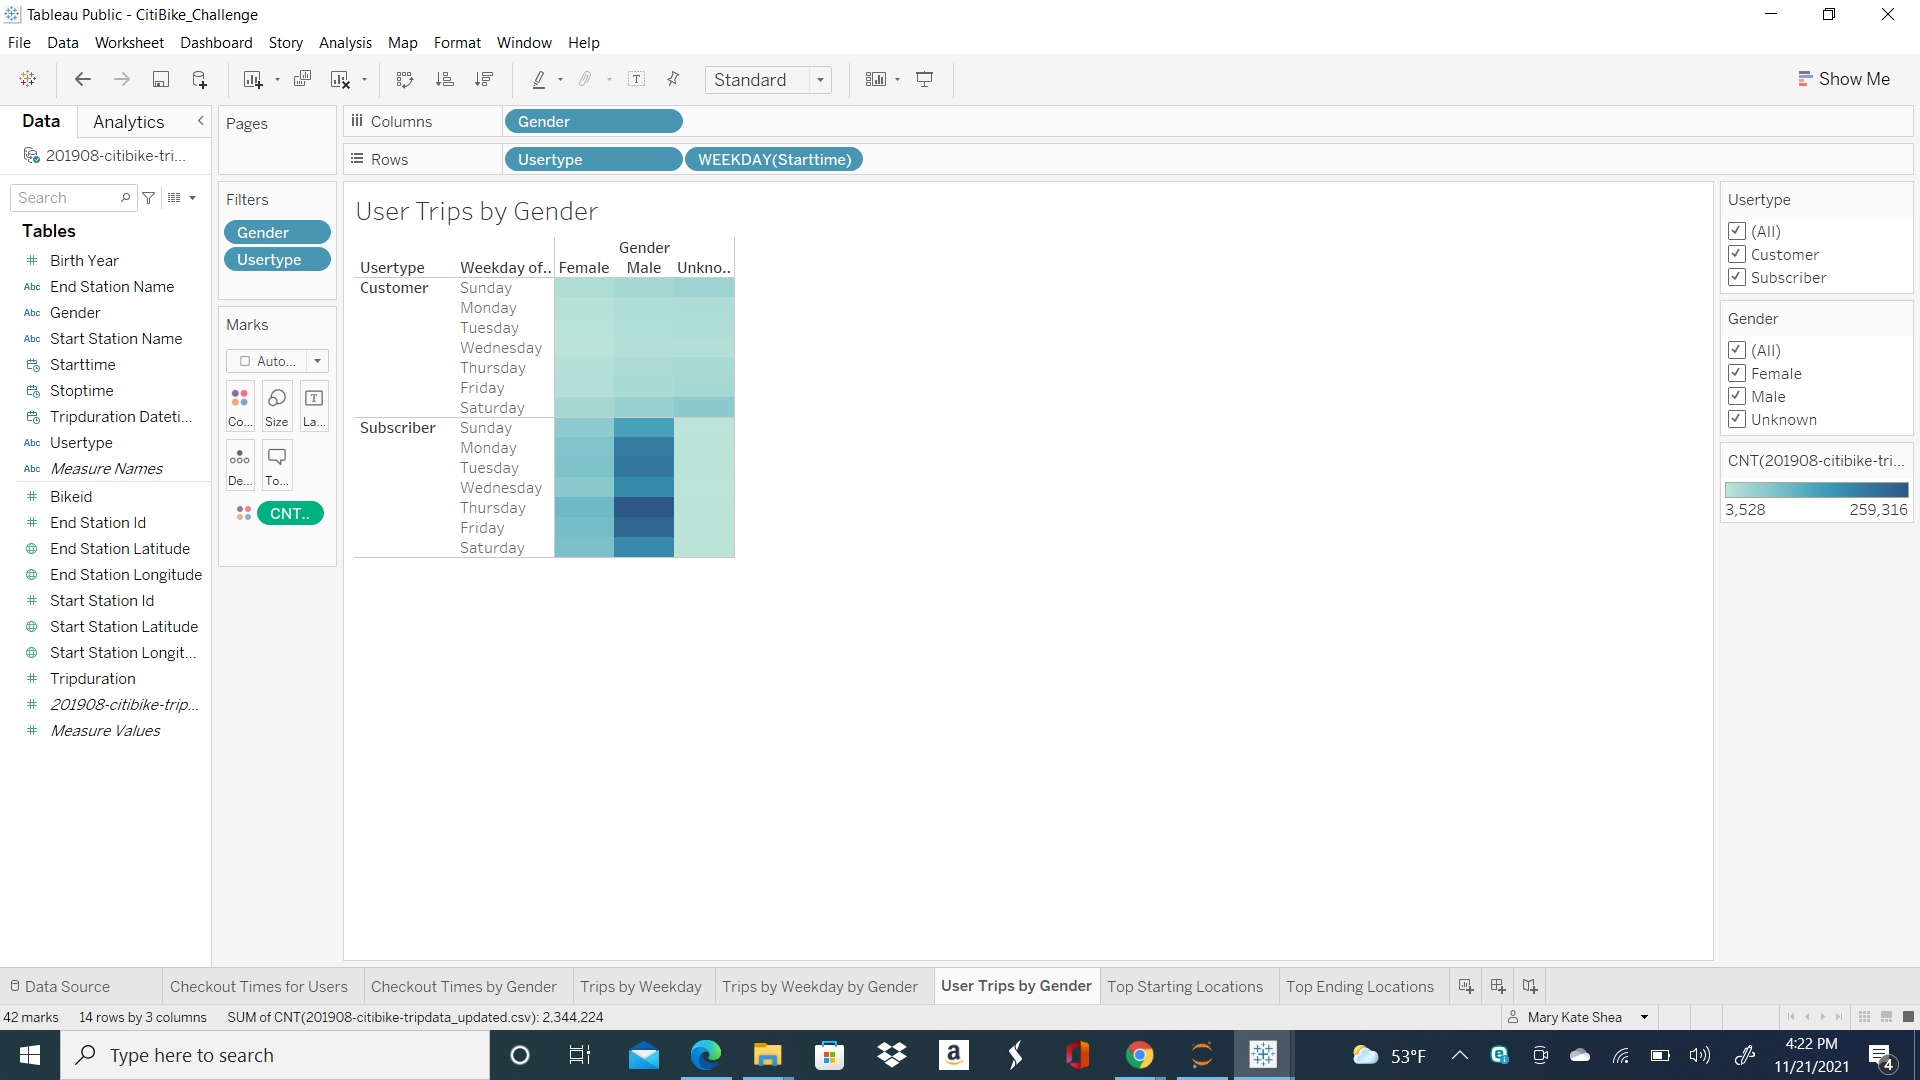 Tableau Public - CitiBike_Challenge
File Data Worksheet Dashboard Story Analysis Map Format Window Help
Standard
Show Me
Data Analytics
201908-citibike-tri...
Search
Tables
# Birth Year
Abc End Station Name
Abc Gender
Abc Start Station Name
Starttime
Stoptime
Tripduration Dateti...
Abc Usertype
Abc Measure Names
# Bikeid
# End Station Id
End Station Latitude
End Station Longitude
# Start Station Id
Start Station Latitude
Start Station Longit...
# Tripduration
# 201908-citibike-trip...
# Measure Values
Pages
Filters
Gender
Usertype
Marks
Auto...
Co... Size La...
De... To...
CNT..
Columns Gender
Rows Usertype WEEKDAY(Starttime)
User Trips by Gender
Gender
Usertype Weekday of.. Female Male Unkno..
Customer Sunday
Monday
Tuesday
Wednesday
Thursday
Friday
Saturday
Subscriber Sunday
Monday
Tuesday
Wednesday
Thursday
Friday
Saturday
Usertype
(All)
Customer
Subscriber
Gender
(All)
Female
Male
Unknown
CNT(201908-citibike-tri...
3,528 259,316
Data Source Checkout Times for Users Checkout Times by Gender Trips by Weekday Trips by Weekday by Gender User Trips by Gender Top Starting Locations Top Ending Locations
42 marks 14 rows by 3 columns SUM of CNT(201908-citibike-tripdata_updated.csv): 2,344,224
Mary Kate Shea
Type here to search
53°F
4:22 PM
11/21/2021
4